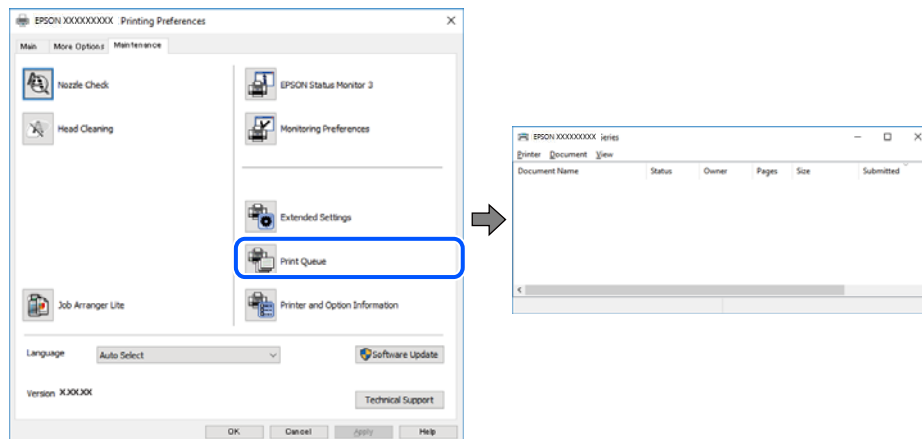 EPSON XXXXXXXXX Printing Preferences
Main More Options Maintenance
Nozzle Check
EPSON Status Monitor 3
Head Cleaning
Monitoring Preferences
Extended Settings
Print Queue
Job Arranger Lite
Printer and Option Information
Language Auto Select Software Update
Version X.XX.XX
Technical Support
OK Cancel Apply Help
EPSON XXXXXXXXX ieries
Printer Document View
Document Name Status Owner Pages Size Submitted